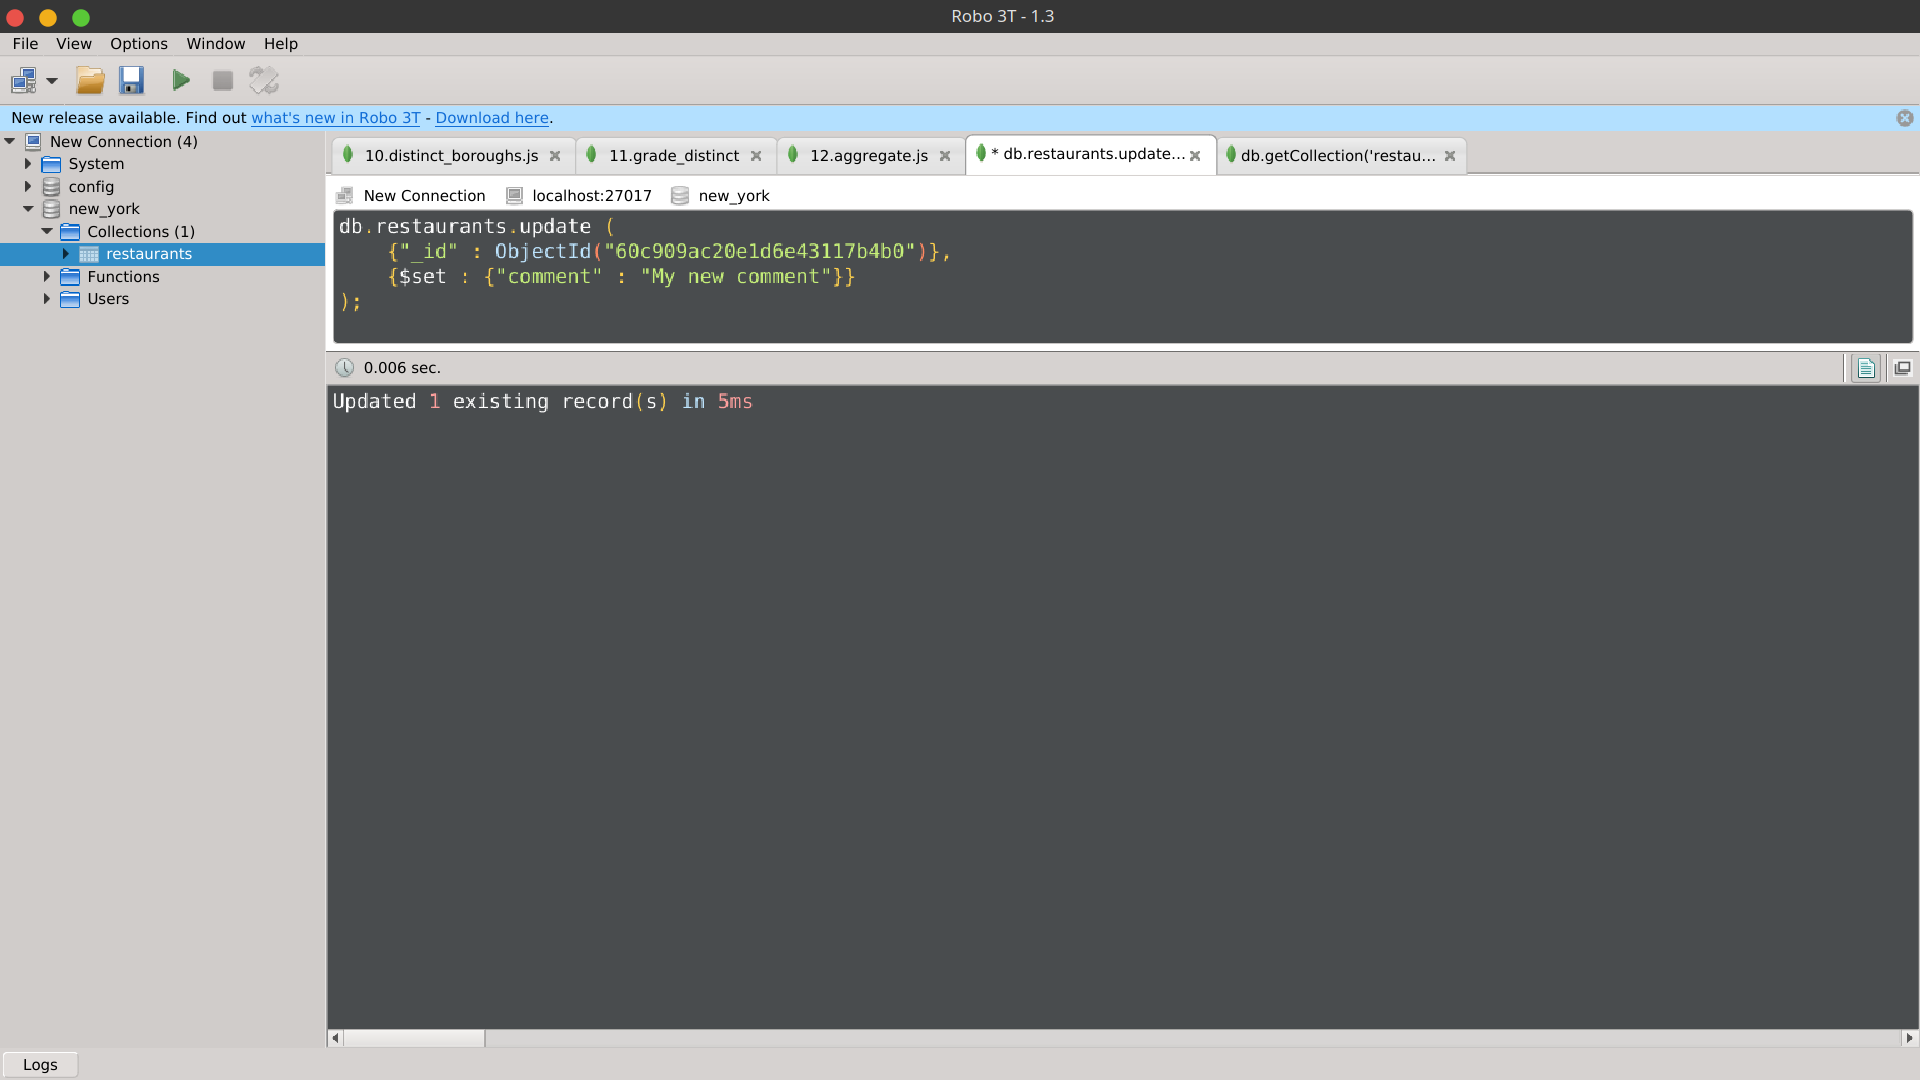 Robo 3T - 1.3
File View Options Window Help
New release available. Find out what's new in Robo 3T - Download here.
New Connection (4)
System
config
new_york
Collections (1)
restaurants
Functions
Users
10.distinct_boroughs.js 11.grade_distinct 12.aggregate.js * db.restaurants.update... db.getCollection('restau...
New Connection localhost:27017 new_york
db.restaurants.update (
{"_id" : ObjectId("60c909ac20e1d6e43117b4b0")},
{$set : {"comment" : "My new comment"}}
);
0.006 sec.
Updated 1 existing record(s) in 5ms
Logs